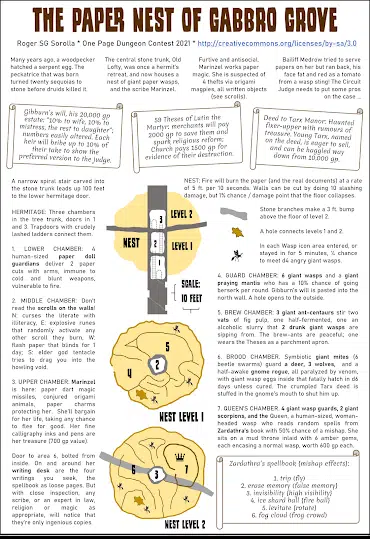 THE PAPER NEST OF GABBRO GROVE
Roger SG Sorolla * One Page Dungeon Contest 2021 * http://creativecommons.org/licenses/by-sa/3.0
Many years ago, a woodpecker
hatched a serpent egg. The
peckatrice that was born
turned twenty sequoias to
stone before druids killed it
The central stone trunk, Old
Lofty, was once a hermit's
retreat, and now houses a
nest of giant paper wasps,
and the scribe Marinzel.
Furtive and antisocial,
Marinzel works paper
magic. She is suspected of
4 thefts via origami
magpies, all written objects
(see scrolls).
Bailiff Medrow tried to serve
papers on her but ran back, his
face fat and red as a tomato
from a wasp sting! The Circuit
Judge needs to put some pros
on the case ...
Gibburn's will, his 20,000 gp
estate: "10% to wife, 10% to
mistress, the rest to daughter";
numbers easily altered. Each
heir will bribe up to 10% of
their take to show the
preferred version to the judge.
58 Theses of Lutin the
Martyr: merchants will pay
2000 gp to save them and
spark religious reform;
Church pays 1500 gp for
evidence of their destruction.
Deed to Tarx Manor: Haunted
fixer-upper with rumours of
treasure. Young Tarx, named
on the deed, is eager to sell,
and can be haggled way
down from 10,000 gp.
A narrow spiral stair carved into
the stone trunk leads up 100 feet
to the lower hermitage door.
HERMITAGE: Three chambers
in the tree trunk, doors in 1
and 3. Trapdoors with crudely
lashed ladders connect them.
1. LOWER CHAMBER: 4
human-sized paper doll
guardians deliver 2 paper
cuts with arms, immune to
cold and blunt weapons,
vulnerable to fire.
2. MIDDLE CHAMBER: Don't
read the scrolls on the walls!
N: curses the literate with
illiteracy, E: explosive runes
that randomly activate any
other scroll they burn, W:
flash paper that blinds for 1
day; S: elder god tentacle
tries to drag you into the
howling void.
3. UPPER CHAMBER: Marinzel
is here: paper dart magic
missiles, conjured origami
animals, paper charms
protecting her. She'll bargain
for her life, taking any chance
to flee for good. Her fine
calligraphy inks and pens are
her treasure (700 gp value)
Door to area 5, bolted from
inside. On and around her
writing desk are the four
writings you seek, the
spellbook as loose pages. But
with close inspection, any
scribe, or an expert in law,
religion or magic as
appropriate, will notice that
they're only ingenious copies.
3
LEVEL 2
NEST
2
LEVEL 1
1
SCALE:
10 FEET
5
4
2
NEST LEVEL 1
6
3
7
NEST LEVEL 2
NEST: Fire will burn the paper (and the real documents) at a rate
of 5 ft. per 10 seconds. Walls can be cut by doing 10 slashing
damage, but 1% chance / damage point that the floor collapses.
Stone branches make a 3 ft. bump
above the floor of level 2.
A hole connects levels 1 and 2.
In each Wasp icon area entered, or
stayed in for 5 minutes, ½ chance
to meet d4 angry giant wasps.
4. GUARD CHAMBER: 6 giant wasps and a giant
praying mantis who has a 10% chance of going
berserk per round. Gibburn's will is pasted into the
north wall. A hole opens to the outside.
5. BREW CHAMBER: 3 giant ant-centaurs stir two
vats of fig pulp, one half-fermented, one an
alcoholic slurry that 2 drunk giant wasps are
sipping from. The brew-ants are peaceful; one
wears the Theses as a parchment apron.
6. BROOD CHAMBER. Symbiotic giant mites (6
beetle swarms) guard a deer, 3 wolves, and a
half-awake gnome rogue, all paralyzed by venom,
with giant wasp eggs inside that fatally hatch in d6
days unless cured. The crumpled Tarx deed is
stuffed in the gnome's mouth to shut him up.
7. QUEEN'S CHAMBER. 4 giant wasp guards, 2 giant
scorpions, and the Queen, a human-sized, woman-
headed wasp who reads random spells from
Zardothra's book with 50% chance of a mishap. She
sits on a mud throne inlaid with 6 amber gems,
each encasing a normal wasp, worth 600 gp each.
Zardothra's spellbook (mishap effects):
1. trip (fly)
2. erase memory (false memory)
3. invisibility (high visibility)
4. ice shard hail (fire ball)
5. levitate (rotate)
6. fog cloud (frog crowd)